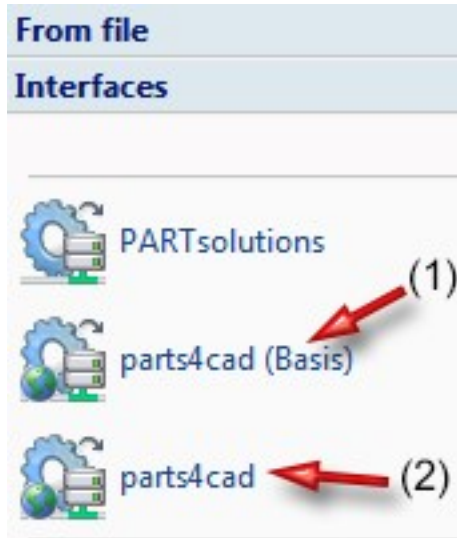 From file
Interfaces
PARTsolutions
(1)
parts4cad (Basis)
parts4cad (2)